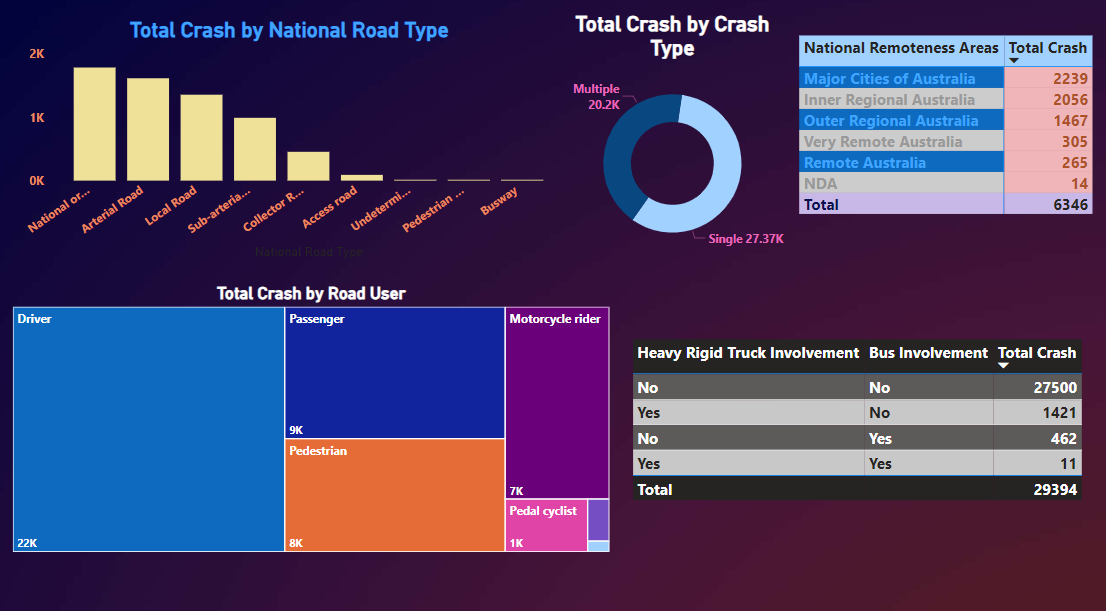 Total Crash by National Road Type
2K
1K
0K
National or...
Arterial Road
Local Road
Sub-arteria...
Collector R...
Access road
Undetermi...
Pedestrian ...
Busway
National Road Type
Total Crash by Crash
Type
Multiple
20.2K
Single 27.37K
National Remoteness Areas Total Crash
Major Cities of Australia 2239
Inner Regional Australia 2056
Outer Regional Australia 1467
Very Remote Australia 305
Remote Australia 265
NDA 14
Total 6346
Total Crash by Road User
Driver
22K
Passenger
9K
Pedestrian
8K
Motorcycle rider
7K
Pedal cyclist
1K
Heavy Rigid Truck Involvement Bus Involvement Total Crash
No No 27500
Yes No 1421
No Yes 462
Yes Yes 11
Total 29394